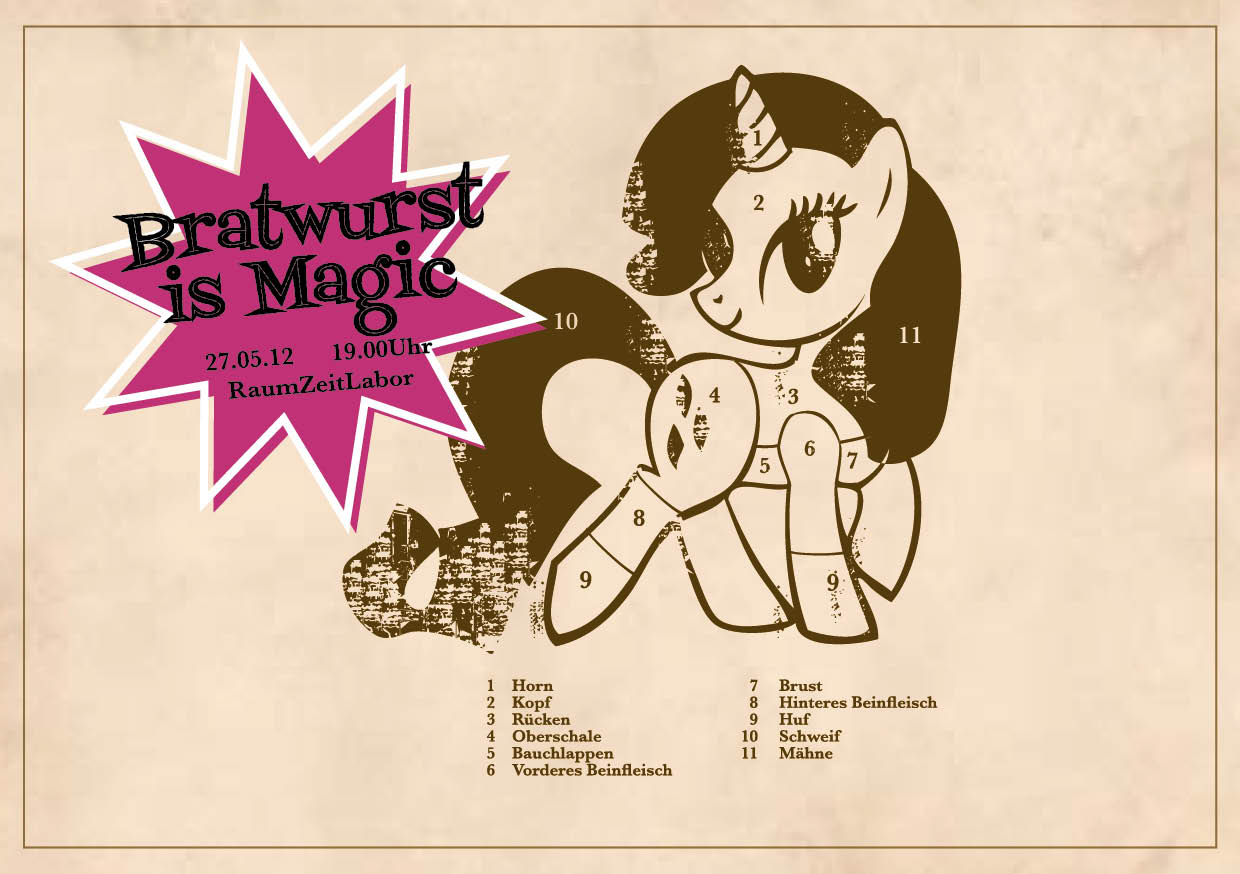 Bratwurst
is Magic
27.05.12 19.00Uhr
RaumZeitLabor
1
2
10
11
4
3
6
5
7
8
9
9
1 Horn
2 Kopf
3 Rücken
4 Oberschale
5 Bauchlappen
6 Vorderes Beinfleisch
7 Brust
8 Hinteres Beinfleisch
9 Huf
10 Schweif
11 Mähne